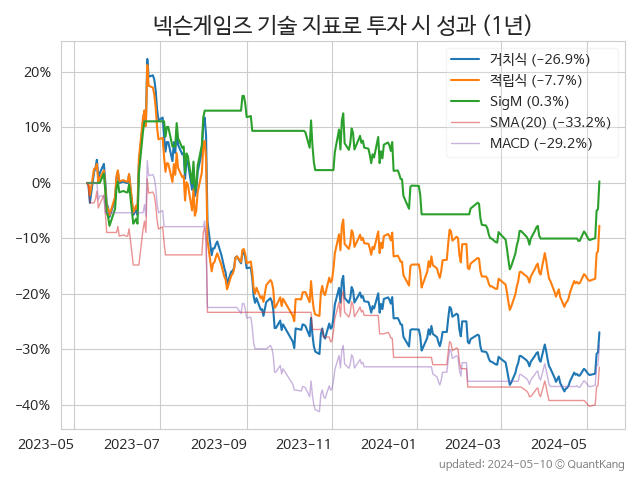 넥슨게임즈 기술 지표로 투자 시 성과 (1년)
거치식 (−26.9%)
적립식 (−7.7%)
SigM (0.3%)
SMA(20) (−33.2%)
MACD (−29.2%)
20%
10%
0%
−10%
−20%
−30%
−40%
2023-05 2023-07 2023-09 2023-11 2024-01 2024-03 2024-05
updated: 2024-05-10 © QuantKang